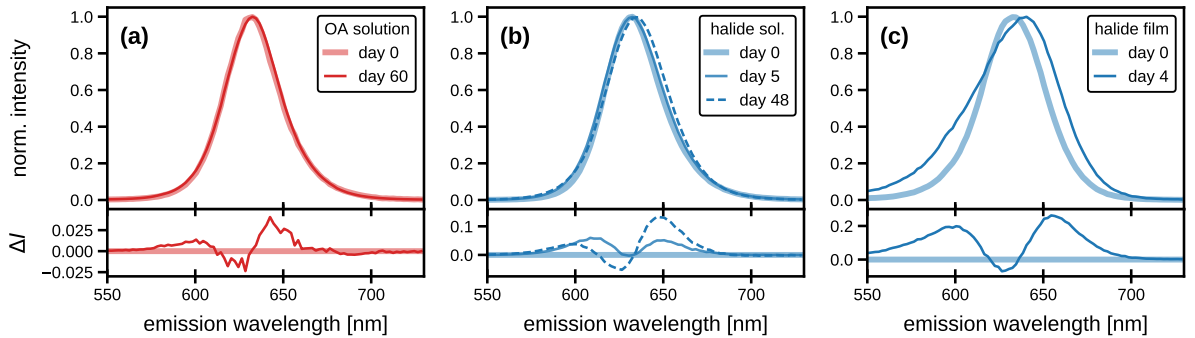 norm. intensity
1.0
0.8
0.6
0.4
0.2
0.0
(a)
OA solution
day 0
day 60
ΔI
0.025
0.000
−0.025
550
600
650
700
emission wavelength [nm]
1.0
0.8
0.6
0.4
0.2
0.0
(b)
halide sol.
day 0
day 5
day 48
0.1
0.0
550
600
650
700
emission wavelength [nm]
1.0
0.8
0.6
0.4
0.2
0.0
(c)
halide film
day 0
day 4
0.2
0.0
550
600
650
700
emission wavelength [nm]